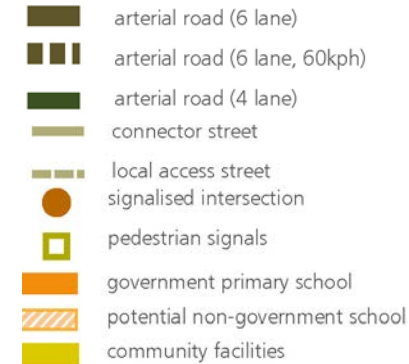 arterial road (6 lane)
arterial road (6 lane, 60kph)
arterial road (4 lane)
connector street
local access street
signalised intersection
pedestrian signals
government primary school
potential non-government school
community facilities